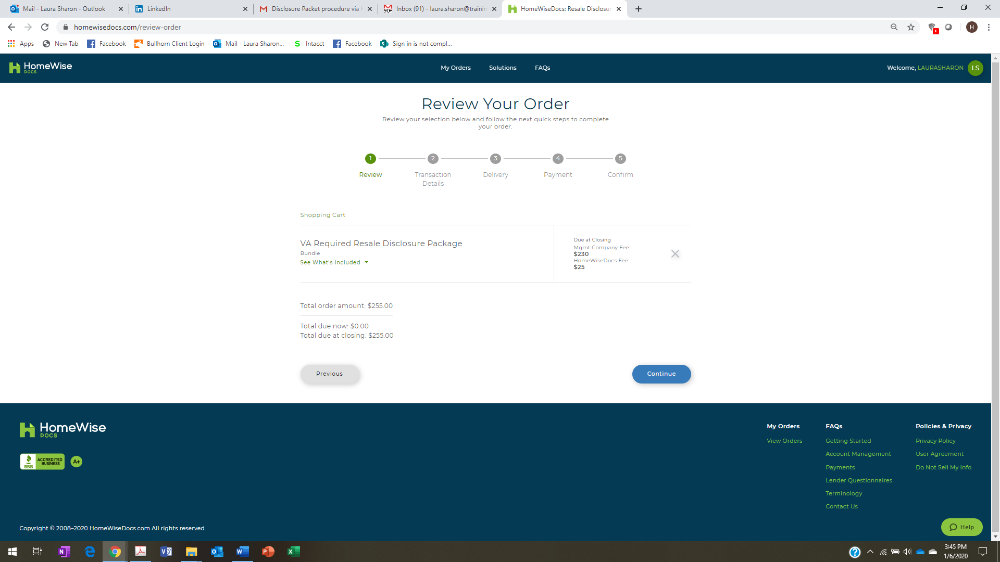 Mail - Laura Sharon - Outlook
LinkedIn
Disclosure Packet procedure via
Inbox (91) - laura.sharon@trainin
HomeWiseDocs: Resale Disclosu
homewisedocs.com/review-order
H
Apps
New Tab
Facebook
Bullhorn Client Login
Mail - Laura Sharon...
Intacct
Facebook
Sign in is not compl...
HomeWise
DOCS
My Orders
Solutions
FAQs
Welcome, LAURASHARON
LS
Review Your Order
Review your selection below and follow the next quick steps to complete
your order.
1
2
3
4
5
Review
Transaction
Details
Delivery
Payment
Confirm
Shopping Cart
VA Required Resale Disclosure Package
Bundle
See What's Included
Due at Closing
Mgmt Company Fee:
$230
HomeWiseDocs Fee:
$25
Total order amount: $255.00
Total due now: $0.00
Total due at closing: $255.00
Previous
Continue
HomeWise
DOCS
BBB
ACCREDITED
BUSINESS
A+
My Orders
View Orders
FAQs
Getting Started
Account Management
Payments
Lender Questionnaires
Terminology
Contact Us
Policies & Privacy
Privacy Policy
User Agreement
Do Not Sell My Info
Copyright © 2008–2020 HomeWiseDocs.com All rights reserved.
Help
3:45 PM
1/6/2020